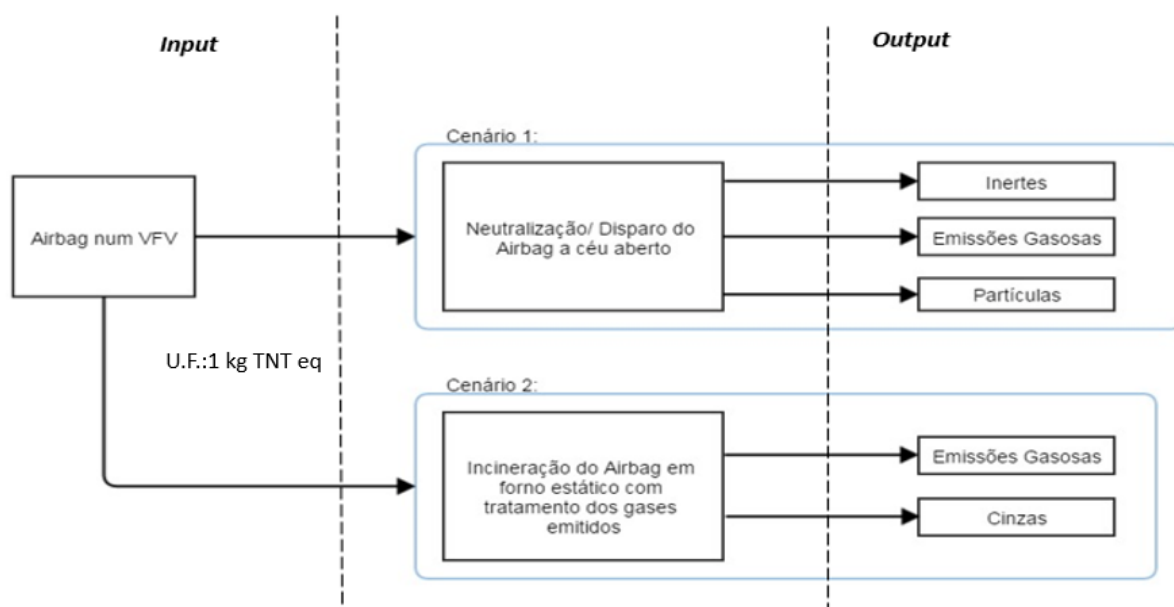 Input
Output
Cenário 1:
Airbag num VFV
Neutralização/ Disparo do
Airbag a céu aberto
Inertes
Emissões Gasosas
Partículas
U.F.:1 kg TNT eq
Cenário 2:
Incineração do Airbag em
forno estático com
tratamento dos gases
emitidos
Emissões Gasosas
Cinzas